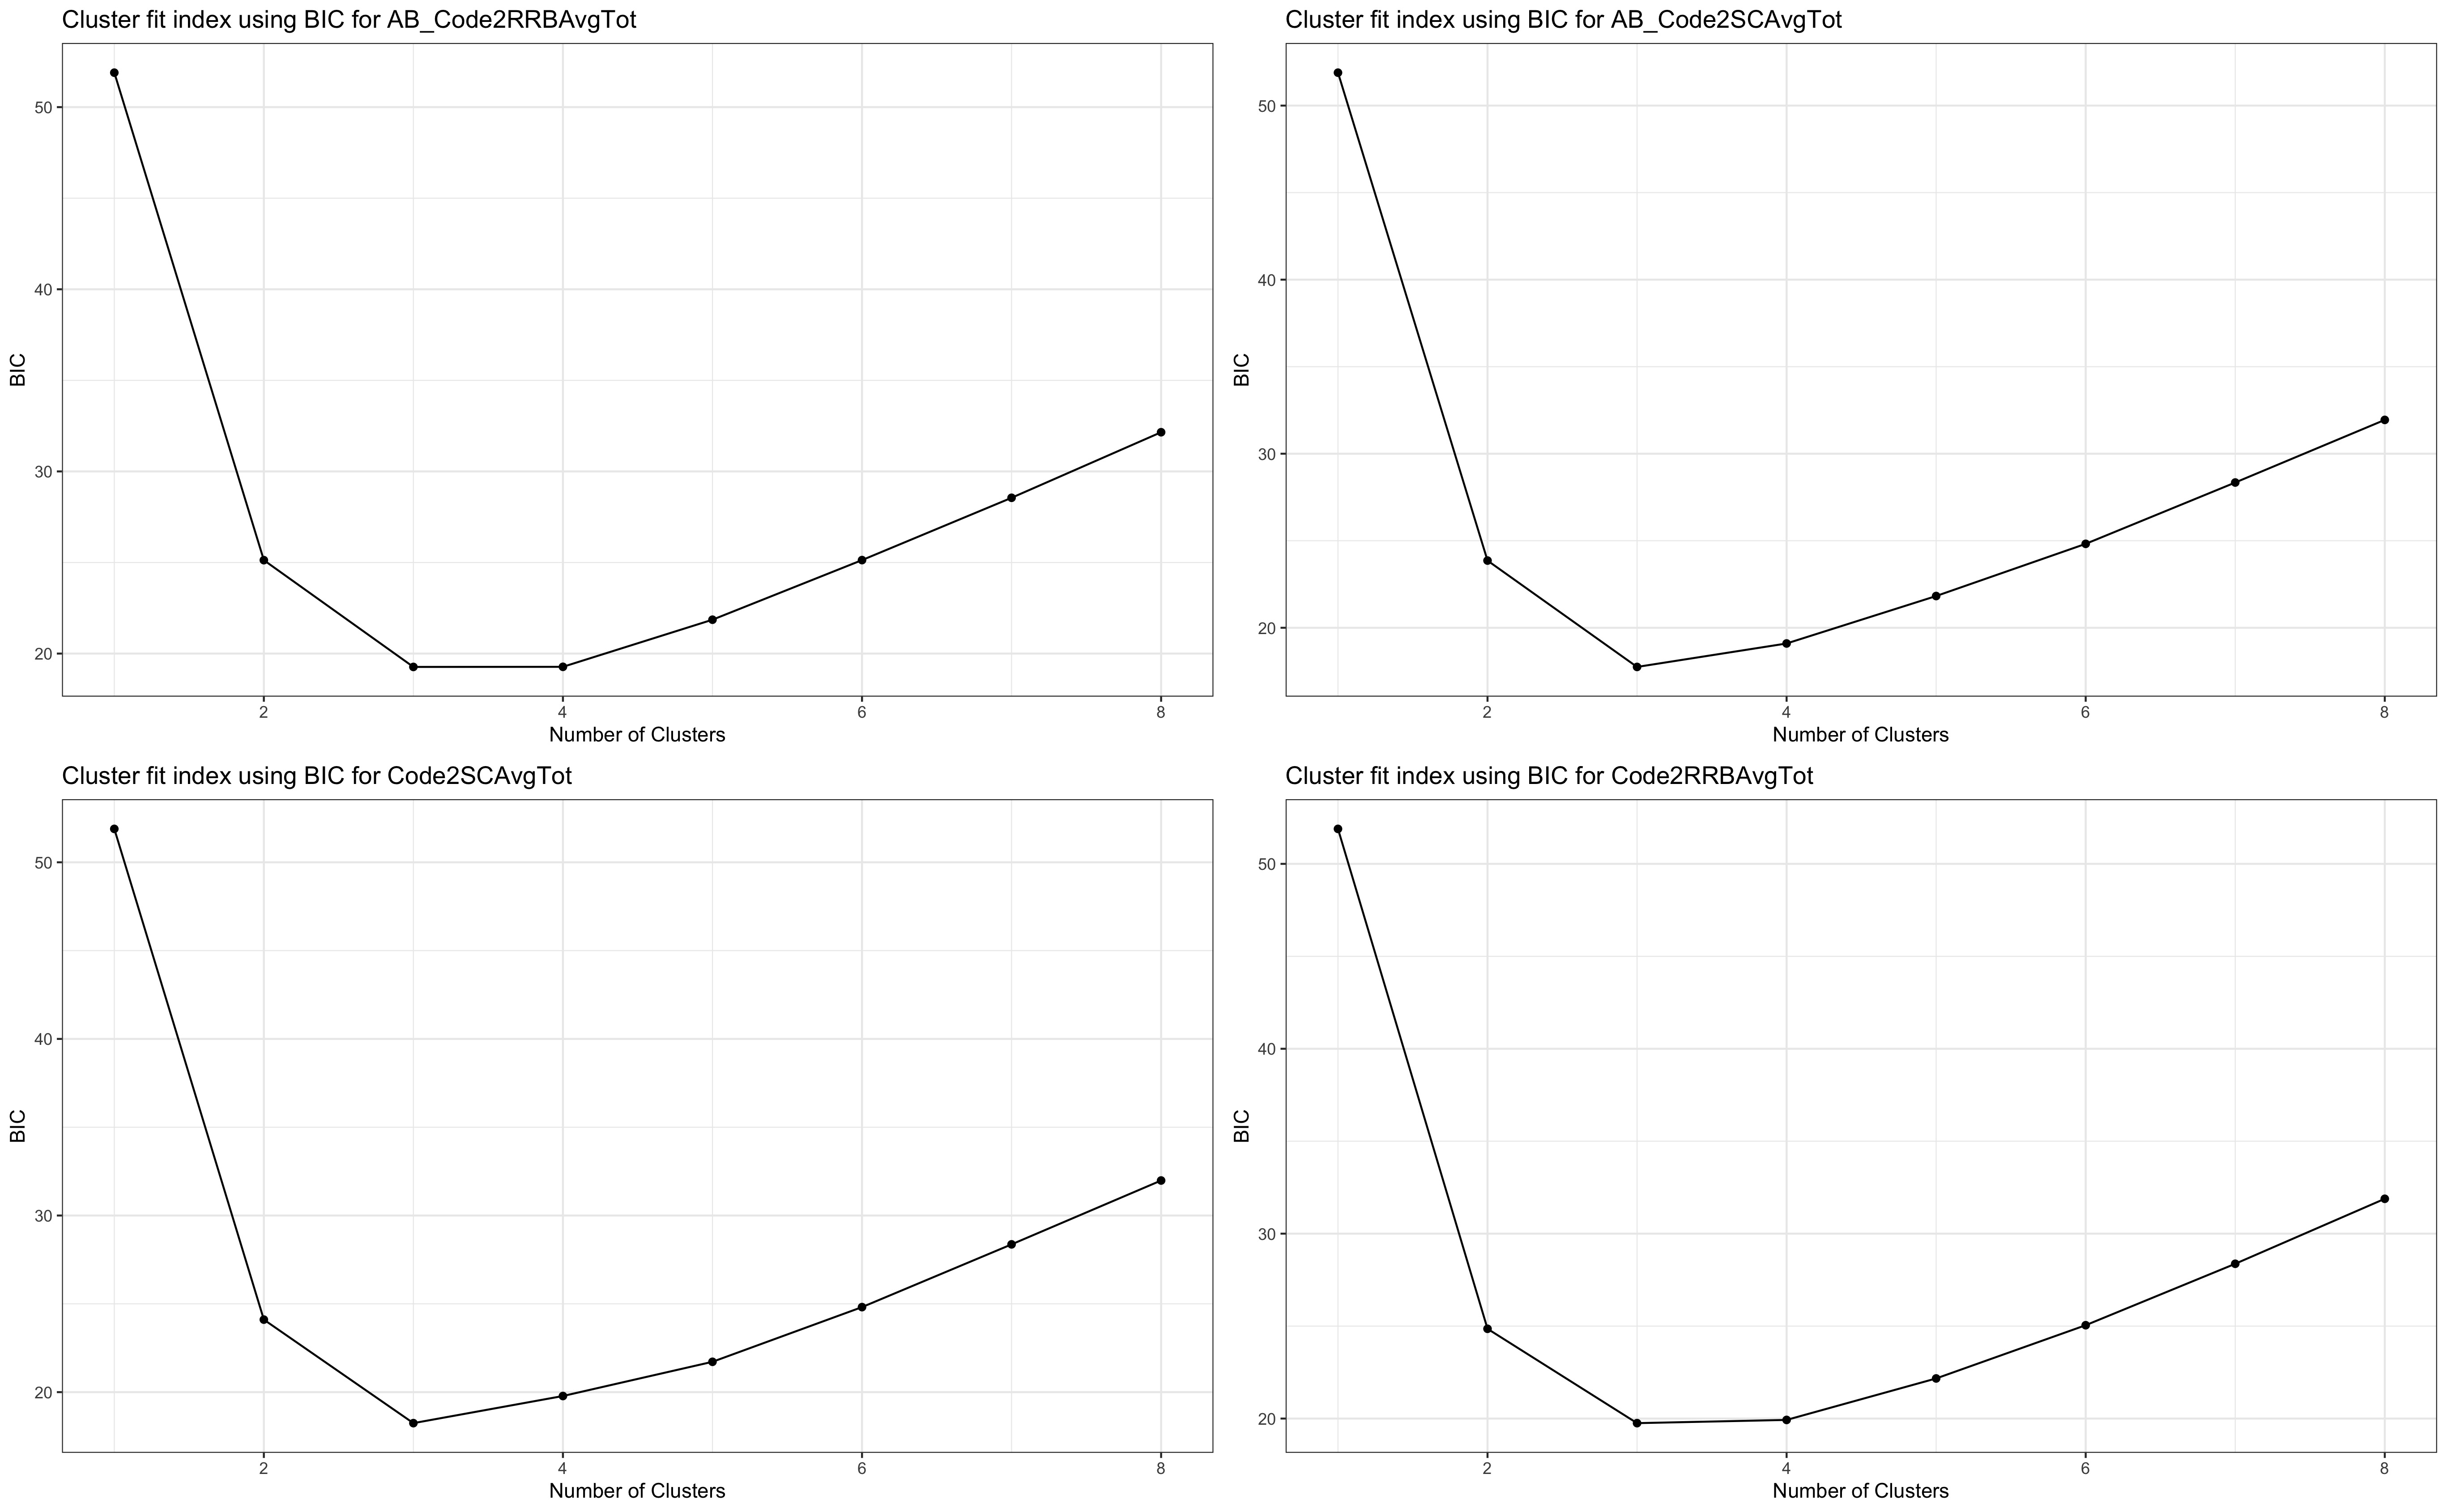 Cluster fit index using BIC for AB_Code2RRBAvgTot
BIC
50
40
30
20
2 4 6 8
Number of Clusters
Cluster fit index using BIC for AB_Code2SCAvgTot
BIC
50
40
30
20
2 4 6 8
Number of Clusters
Cluster fit index using BIC for Code2SCAvgTot
BIC
50
40
30
20
2 4 6 8
Number of Clusters
Cluster fit index using BIC for Code2RRBAvgTot
BIC
50
40
30
20
2 4 6 8
Number of Clusters